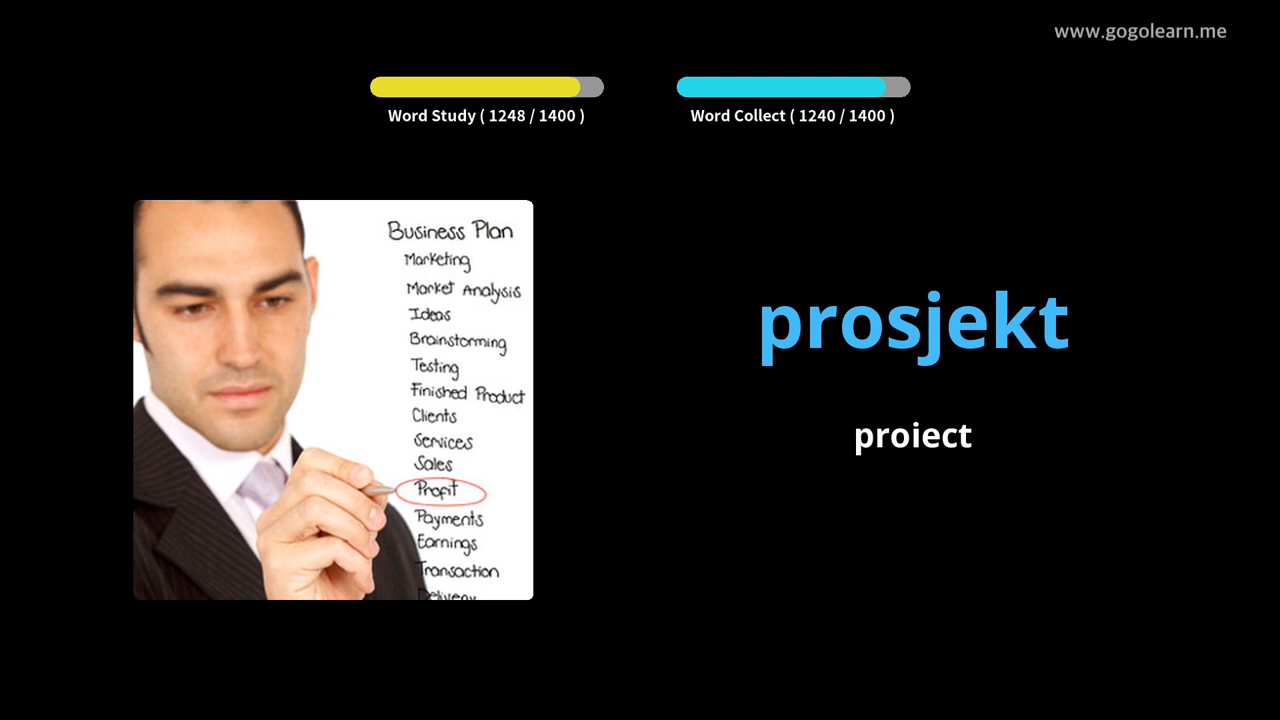 www.gogolearn.me
Word Study ( 1248 / 1400 )
Word Collect ( 1240 / 1400 )
Business Plan
Marketing
Market Analysis
Ideas
Brainstorming
Testing
Finished Product
Clients
Services
Sales
Profit
Payments
Earnings
Transaction
Delivery
prosjekt
proiect